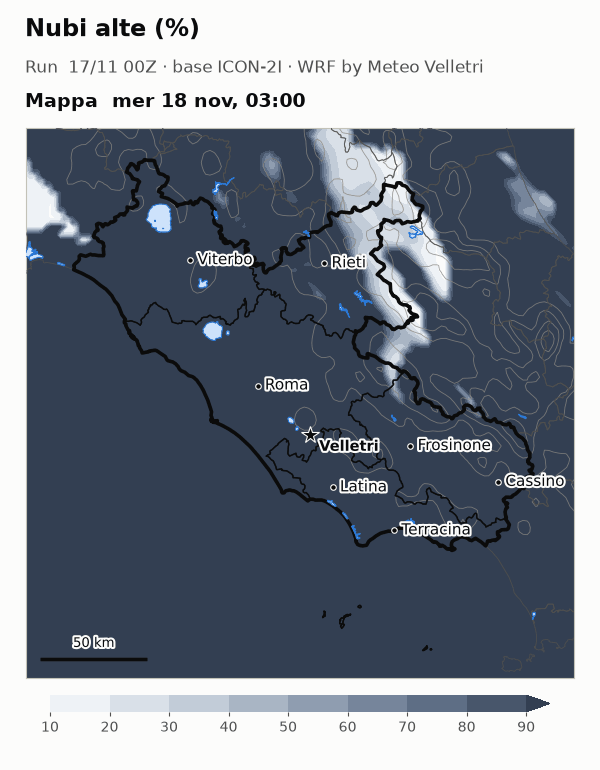 Nubi alte (%)
Run 17/11 00Z · base ICON-2I · WRF by Meteo Velletri
Mappa mer 18 nov, 03:00
Viterbo
Rieti
Roma
Velletri
Frosinone
Cassino
Latina
Terracina
50 km
10 20 30 40 50 60 70 80 90